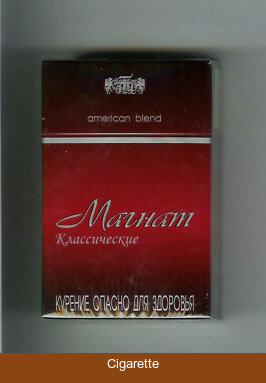 american blend
Магнат
Классические
КУРЕНИЕ ОПАСНО ДЛЯ ЗДОРОВЬЯ
Cigarette